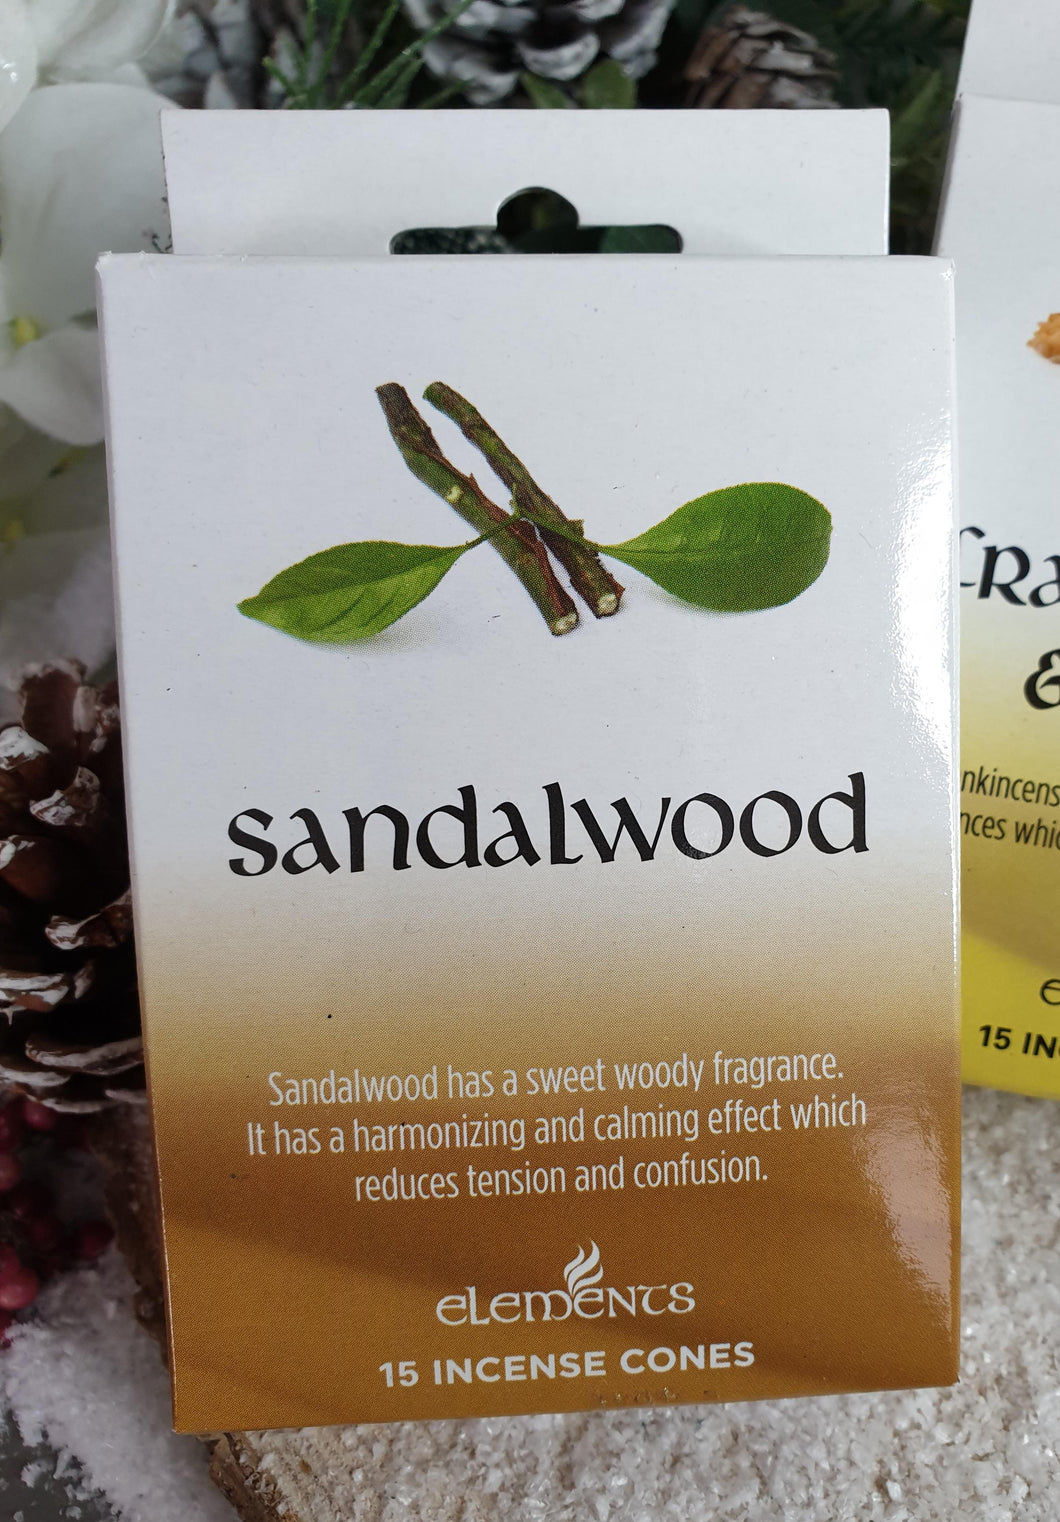 sandalwood
Sandalwood has a sweet woody fragrance.
It has a harmonizing and calming effect which
reduces tension and confusion.
elements
15 INCENSE CONES
&
15